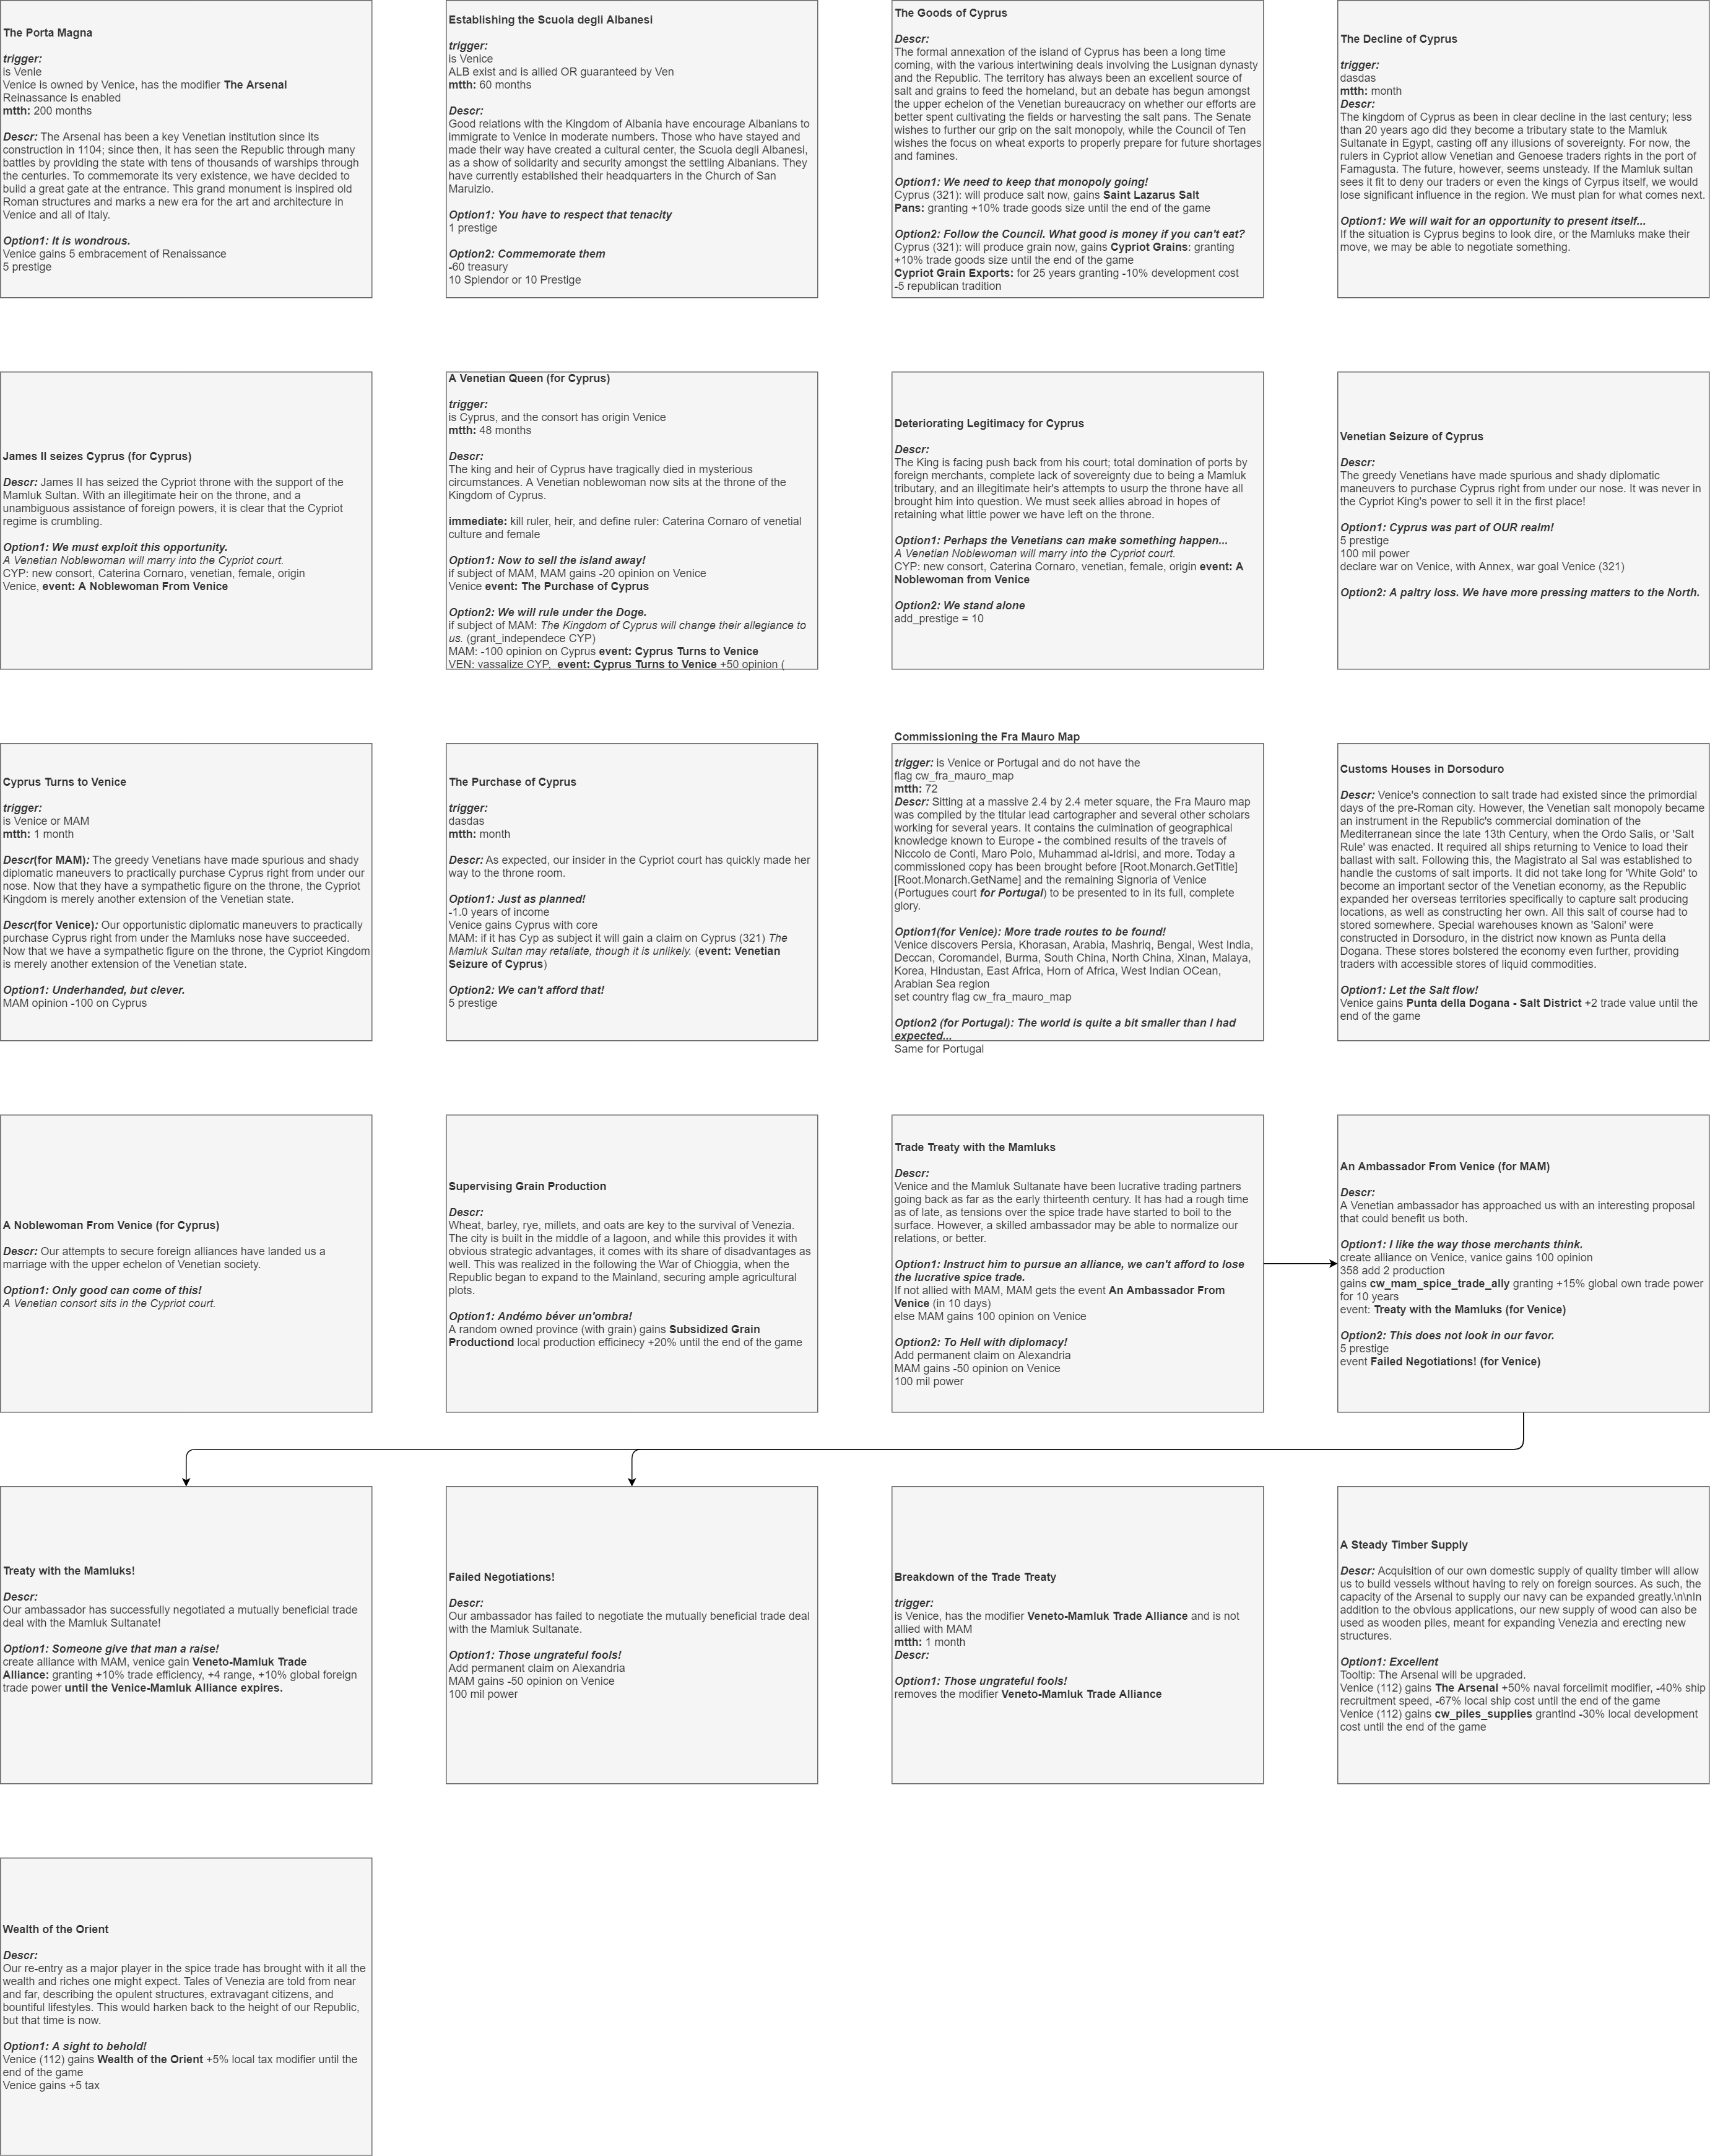 The Porta Magna
trigger:
is Venie
Venice is owned by Venice, has the modifier The Arsenal
Reinassance is enabled
mtth: 200 months
Descr: The Arsenal has been a key Venetian institution since its
construction in 1104; since then, it has seen the Republic through many
battles by providing the state with tens of thousands of warships through
the centuries. To commemorate its very existence, we have decided to
build a great gate at the entrance. This grand monument is inspired old
Roman structures and marks a new era for the art and architecture in
Venice and all of Italy.
Option1: It is wondrous.
Venice gains 5 embracement of Renaissance
5 prestige
Establishing the Scuola degli Albanesi
trigger:
is Venice
ALB exist and is allied OR guaranteed by Ven
mtth: 60 months
Descr:
Good relations with the Kingdom of Albania have encourage Albanians to
immigrate to Venice in moderate numbers. Those who have stayed and
made their way have created a cultural center, the Scuola degli Albanesi,
as a show of solidarity and security amongst the settling Albanians. They
have currently established their headquarters in the Church of San
Maruizio.
Option1: You have to respect that tenacity
1 prestige
Option2: Commemorate them
-60 treasury
10 Splendor or 10 Prestige
The Goods of Cyprus
Descr:
The formal annexation of the island of Cyprus has been a long time
coming, with the various intertwining deals involving the Lusignan dynasty
and the Republic. The territory has always been an excellent source of
salt and grains to feed the homeland, but an debate has begun amongst
the upper echelon of the Venetian bureaucracy on whether our efforts are
better spent cultivating the fields or harvesting the salt pans. The Senate
wishes to further our grip on the salt monopoly, while the Council of Ten
wishes the focus on wheat exports to properly prepare for future shortages
and famines.
Option1: We need to keep that monopoly going!
Cyprus (321): will produce salt now, gains Saint Lazarus Salt
Pans: granting +10% trade goods size until the end of the game
Option2: Follow the Council. What good is money if you can't eat?
Cyprus (321): will produce grain now, gains Cypriot Grains: granting
+10% trade goods size until the end of the game
Cypriot Grain Exports: for 25 years granting -10% development cost
-5 republican tradition
The Decline of Cyprus
trigger:
dasdas
mtth: month
Descr:
The kingdom of Cyprus as been in clear decline in the last century; less
than 20 years ago did they become a tributary state to the Mamluk
Sultanate in Egypt, casting off any illusions of sovereignty. For now, the
rulers in Cypriot allow Venetian and Genoese traders rights in the port of
Famagusta. The future, however, seems unsteady. If the Mamluk sultan
sees it fit to deny our traders or even the kings of Cyrpus itself, we would
lose significant influence in the region. We must plan for what comes next.
Option1: We will wait for an opportunity to present itself...
If the situation is Cyprus begins to look dire, or the Mamluks make their
move, we may be able to negotiate something.
James II seizes Cyprus (for Cyprus)
Descr: James II has seized the Cypriot throne with the support of the
Mamluk Sultan. With an illegitimate heir on the throne, and a
unambiguous assistance of foreign powers, it is clear that the Cypriot
regime is crumbling.
Option1: We must exploit this opportunity.
A Venetian Noblewoman will marry into the Cypriot court.
CYP: new consort, Caterina Cornaro, venetian, female, origin
Venice, event: A Noblewoman From Venice
A Venetian Queen (for Cyprus)
trigger:
is Cyprus, and the consort has origin Venice
mtth: 48 months
Descr:
The king and heir of Cyprus have tragically died in mysterious
circumstances. A Venetian noblewoman now sits at the throne of the
Kingdom of Cyprus.
immediate: kill ruler, heir, and define ruler: Caterina Cornaro of venetial
culture and female
Option1: Now to sell the island away!
if subject of MAM, MAM gains -20 opinion on Venice
Venice event: The Purchase of Cyprus
Option2: We will rule under the Doge.
if subject of MAM: The Kingdom of Cyprus will change their allegiance to
us. (grant_independece CYP)
MAM: -100 opinion on Cyprus event: Cyprus Turns to Venice
VEN: vassalize CYP, event: Cyprus Turns to Venice +50 opinion (
Deteriorating Legitimacy for Cyprus
Descr:
The King is facing push back from his court; total domination of ports by
foreign merchants, complete lack of sovereignty due to being a Mamluk
tributary, and an illegitimate heir's attempts to usurp the throne have all
brought him into question. We must seek allies abroad in hopes of
retaining what little power we have left on the throne.
Option1: Perhaps the Venetians can make something happen...
A Venetian Noblewoman will marry into the Cypriot court.
CYP: new consort, Caterina Cornaro, venetian, female, origin event: A
Noblewoman from Venice
Option2: We stand alone
add_prestige = 10
Venetian Seizure of Cyprus
Descr:
The greedy Venetians have made spurious and shady diplomatic
maneuvers to purchase Cyprus right from under our nose. It was never in
the Cypriot King's power to sell it in the first place!
Option1: Cyprus was part of OUR realm!
5 prestige
100 mil power
declare war on Venice, with Annex, war goal Venice (321)
Option2: A paltry loss. We have more pressing matters to the North.
Cyprus Turns to Venice
trigger:
is Venice or MAM
mtth: 1 month
Descr(for MAM): The greedy Venetians have made spurious and shady
diplomatic maneuvers to practically purchase Cyprus right from under our
nose. Now that they have a sympathetic figure on the throne, the Cypriot
Kingdom is merely another extension of the Venetian state.
Descr(for Venice): Our opportunistic diplomatic maneuvers to practically
purchase Cyprus right from under the Mamluks nose have succeeded.
Now that we have a sympathetic figure on the throne, the Cypriot Kingdom
is merely another extension of the Venetian state.
Option1: Underhanded, but clever.
MAM opinion -100 on Cyprus
The Purchase of Cyprus
trigger:
dasdas
mtth: month
Descr: As expected, our insider in the Cypriot court has quickly made her
way to the throne room.
Option1: Just as planned!
-1.0 years of income
Venice gains Cyprus with core
MAM: if it has Cyp as subject it will gain a claim on Cyprus (321) The
Mamluk Sultan may retaliate, though it is unlikely. (event: Venetian
Seizure of Cyprus)
Option2: We can't afford that!
5 prestige
Commissioning the Fra Mauro Map
trigger: is Venice or Portugal and do not have the
flag cw_fra_mauro_map
mtth: 72
Descr: Sitting at a massive 2.4 by 2.4 meter square, the Fra Mauro map
was compiled by the titular lead cartographer and several other scholars
working for several years. It contains the culmination of geographical
knowledge known to Europe - the combined results of the travels of
Niccolo de Conti, Maro Polo, Muhammad al-Idrisi, and more. Today a
commissioned copy has been brought before [Root.Monarch.GetTitle]
[Root.Monarch.GetName] and the remaining Signoria of Venice
(Portugues court for Portugal) to be presented to in its full, complete
glory.
Option1(for Venice): More trade routes to be found!
Venice discovers Persia, Khorasan, Arabia, Mashriq, Bengal, West India,
Deccan, Coromandel, Burma, South China, North China, Xinan, Malaya,
Korea, Hindustan, East Africa, Horn of Africa, West Indian OCean,
Arabian Sea region
set country flag cw_fra_mauro_map
Option2 (for Portugal): The world is quite a bit smaller than I had
expected...
Same for Portugal
Customs Houses in Dorsoduro
Descr: Venice's connection to salt trade had existed since the primordial
days of the pre-Roman city. However, the Venetian salt monopoly became
an instrument in the Republic's commercial domination of the
Mediterranean since the late 13th Century, when the Ordo Salis, or 'Salt
Rule' was enacted. It required all ships returning to Venice to load their
ballast with salt. Following this, the Magistrato al Sal was established to
handle the customs of salt imports. It did not take long for 'White Gold' to
become an important sector of the Venetian economy, as the Republic
expanded her overseas territories specifically to capture salt producing
locations, as well as constructing her own. All this salt of course had to
stored somewhere. Special warehouses known as 'Saloni' were
constructed in Dorsoduro, in the district now known as Punta della
Dogana. These stores bolstered the economy even further, providing
traders with accessible stores of liquid commodities.
Option1: Let the Salt flow!
Venice gains Punta della Dogana - Salt District +2 trade value until the
end of the game
A Noblewoman From Venice (for Cyprus)
Descr: Our attempts to secure foreign alliances have landed us a
marriage with the upper echelon of Venetian society.
Option1: Only good can come of this!
A Venetian consort sits in the Cypriot court.
Supervising Grain Production
Descr:
Wheat, barley, rye, millets, and oats are key to the survival of Venezia.
The city is built in the middle of a lagoon, and while this provides it with
obvious strategic advantages, it comes with its share of disadvantages as
well. This was realized in the following the War of Chioggia, when the
Republic began to expand to the Mainland, securing ample agricultural
plots.
Option1: Andémo béver un'ombra!
A random owned province (with grain) gains Subsidized Grain
Productiond local production efficinecy +20% until the end of the game
Trade Treaty with the Mamluks
Descr:
Venice and the Mamluk Sultanate have been lucrative trading partners
going back as far as the early thirteenth century. It has had a rough time
as of late, as tensions over the spice trade have started to boil to the
surface. However, a skilled ambassador may be able to normalize our
relations, or better.
Option1: Instruct him to pursue an alliance, we can't afford to lose
the lucrative spice trade.
If not allied with MAM, MAM gets the event An Ambassador From
Venice (in 10 days)
else MAM gains 100 opinion on Venice
Option2: To Hell with diplomacy!
Add permanent claim on Alexandria
MAM gains -50 opinion on Venice
100 mil power
An Ambassador From Venice (for MAM)
Descr:
A Venetian ambassador has approached us with an interesting proposal
that could benefit us both.
Option1: I like the way those merchants think.
create alliance on Venice, vanice gains 100 opinion
358 add 2 production
gains cw_mam_spice_trade_ally granting +15% global own trade power
for 10 years
event: Treaty with the Mamluks (for Venice)
Option2: This does not look in our favor.
5 prestige
event Failed Negotiations! (for Venice)
Treaty with the Mamluks!
Descr:
Our ambassador has successfully negotiated a mutually beneficial trade
deal with the Mamluk Sultanate!
Option1: Someone give that man a raise!
create alliance with MAM, venice gain Veneto-Mamluk Trade
Alliance: granting +10% trade efficiency, +4 range, +10% global foreign
trade power until the Venice-Mamluk Alliance expires.
Failed Negotiations!
Descr:
Our ambassador has failed to negotiate the mutually beneficial trade deal
with the Mamluk Sultanate.
Option1: Those ungrateful fools!
Add permanent claim on Alexandria
MAM gains -50 opinion on Venice
100 mil power
Breakdown of the Trade Treaty
trigger:
is Venice, has the modifier Veneto-Mamluk Trade Alliance and is not
allied with MAM
mtth: 1 month
Descr:
Option1: Those ungrateful fools!
removes the modifier Veneto-Mamluk Trade Alliance
A Steady Timber Supply
Descr: Acquisition of our own domestic supply of quality timber will allow
us to build vessels without having to rely on foreign sources. As such, the
capacity of the Arsenal to supply our navy can be expanded greatly.\n\nIn
addition to the obvious applications, our new supply of wood can also be
used as wooden piles, meant for expanding Venezia and erecting new
structures.
Option1: Excellent
Tooltip: The Arsenal will be upgraded.
Venice (112) gains The Arsenal +50% naval forcelimit modifier, -40% ship
recruitment speed, -67% local ship cost until the end of the game
Venice (112) gains cw_piles_supplies grantind -30% local development
cost until the end of the game
Wealth of the Orient
Descr:
Our re-entry as a major player in the spice trade has brought with it all the
wealth and riches one might expect. Tales of Venezia are told from near
and far, describing the opulent structures, extravagant citizens, and
bountiful lifestyles. This would harken back to the height of our Republic,
but that time is now.
Option1: A sight to behold!
Venice (112) gains Wealth of the Orient +5% local tax modifier until the
end of the game
Venice gains +5 tax